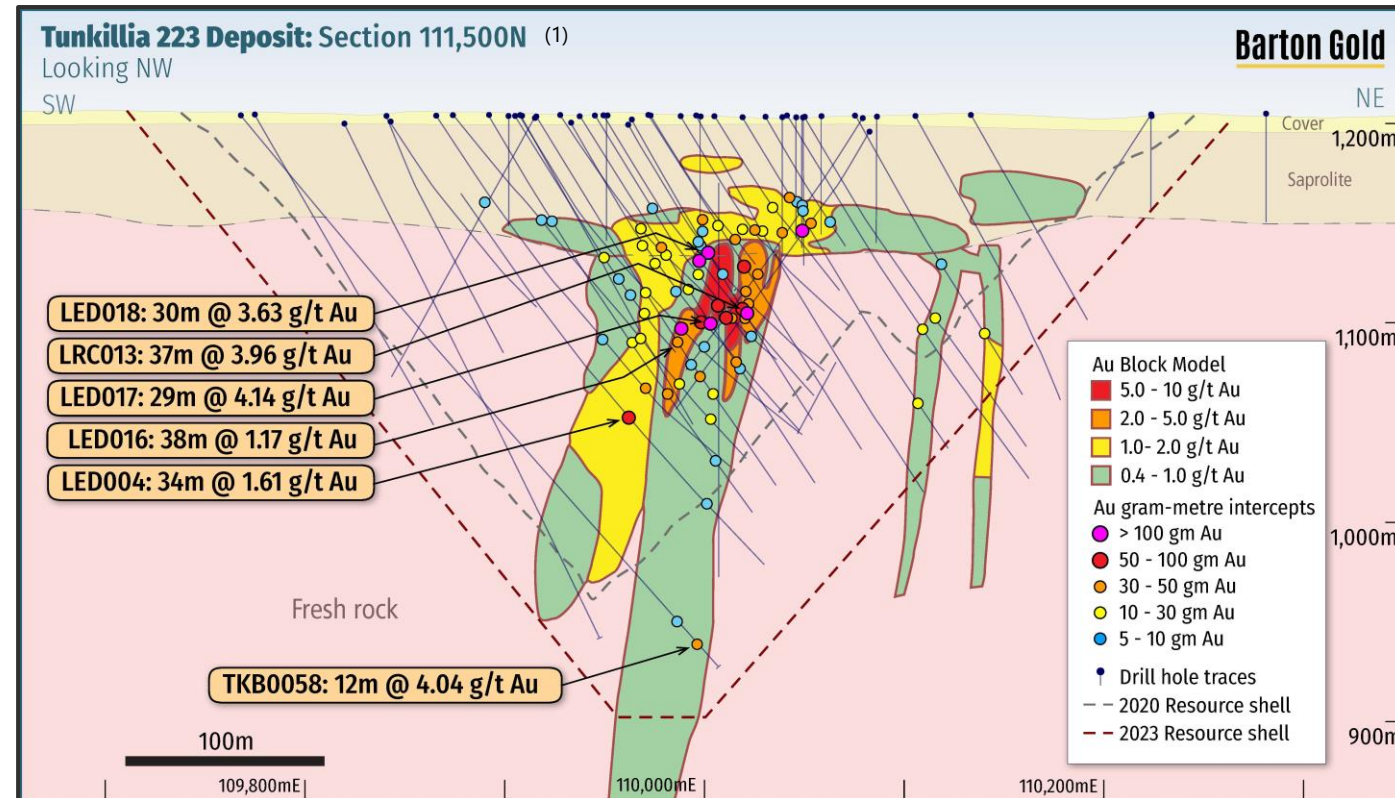 Tunkillia 223 Deposit: Section 111,500N (1)
Barton Gold
Looking NW
SW
NE
Cover
1,200m
Saprolite
LED018: 30m @ 3.63 g/t Au
LRC013: 37m @ 3.96 g/t Au
LED017: 29m @ 4.14 g/t Au
LED016: 38m @ 1.17 g/t Au
LED004: 34m @ 1.61 g/t Au
1,100m
Au Block Model
5.0 - 10 g/t Au
2.0 - 5.0 g/t Au
1.0- 2.0 g/t Au
0.4 - 1.0 g/t Au
Au gram-metre intercepts
> 100 gm Au
50 - 100 gm Au
30 - 50 gm Au
10 - 30 gm Au
5 - 10 gm Au
Drill hole traces
2020 Resource shell
2023 Resource shell
1,000m
Fresh rock
TKB0058: 12m @ 4.04 g/t Au
900m
100m
109,800mE
110,000mE
110,200mE